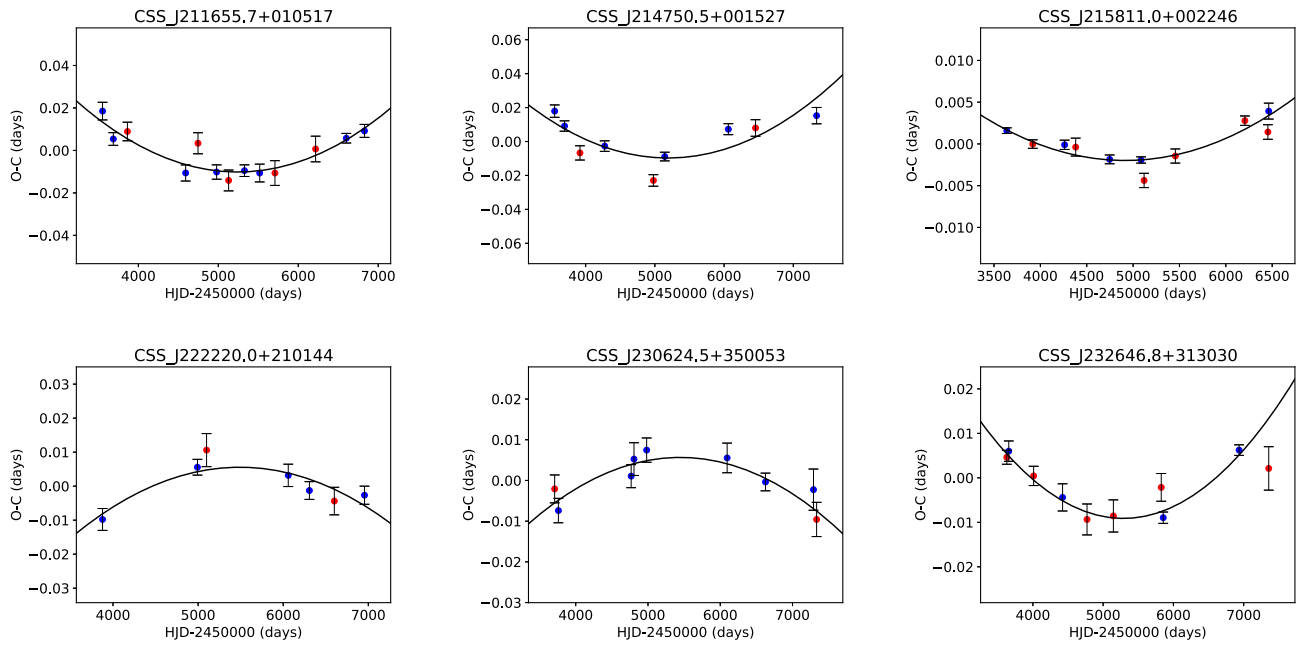 CSS_J211655.7+010517
O-C (days)
0.04
0.02
0.00
−0.02
−0.04
4000 5000 6000 7000
HJD-2450000 (days)
CSS_J214750.5+001527
O-C (days)
0.06
0.04
0.02
0.00
−0.02
−0.04
−0.06
4000 5000 6000 7000
HJD-2450000 (days)
CSS_J215811.0+002246
O-C (days)
0.010
0.005
0.000
−0.005
−0.010
3500 4000 4500 5000 5500 6000 6500
HJD-2450000 (days)
CSS_J222220.0+210144
O-C (days)
0.03
0.02
0.01
0.00
−0.01
−0.02
−0.03
4000 5000 6000 7000
HJD-2450000 (days)
CSS_J230624.5+350053
O-C (days)
0.02
0.01
0.00
−0.01
−0.02
−0.03
4000 5000 6000 7000
HJD-2450000 (days)
CSS_J232646.8+313030
O-C (days)
0.02
0.01
0.00
−0.01
−0.02
4000 5000 6000 7000
HJD-2450000 (days)